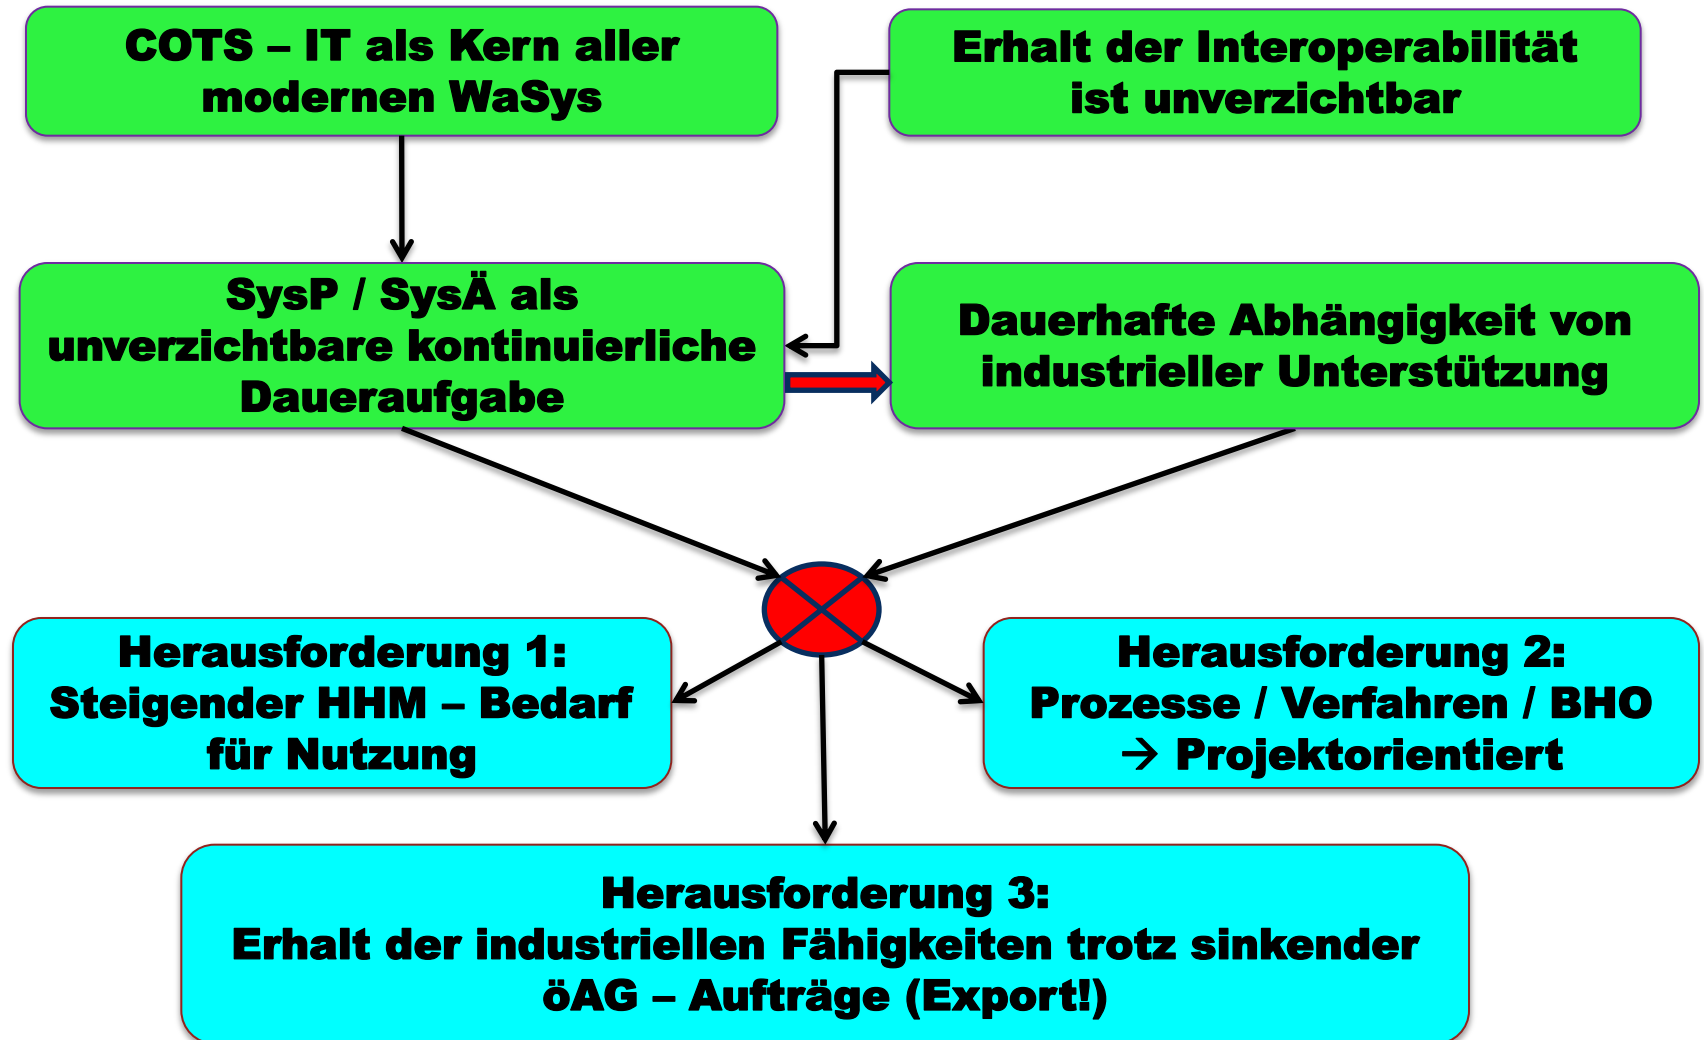 COTS – IT als Kern aller
modernen WaSys
Erhalt der Interoperabilität
ist unverzichtbar
SysP / SysÄ als
unverzichtbare kontinuierliche
Daueraufgabe
Dauerhafte Abhängigkeit von
industrieller Unterstützung
Herausforderung 1:
Steigender HHM – Bedarf
für Nutzung
Herausforderung 2:
Prozesse / Verfahren / BHO
→ Projektorientiert
Herausforderung 3:
Erhalt der industriellen Fähigkeiten trotz sinkender
öAG – Aufträge (Export!)